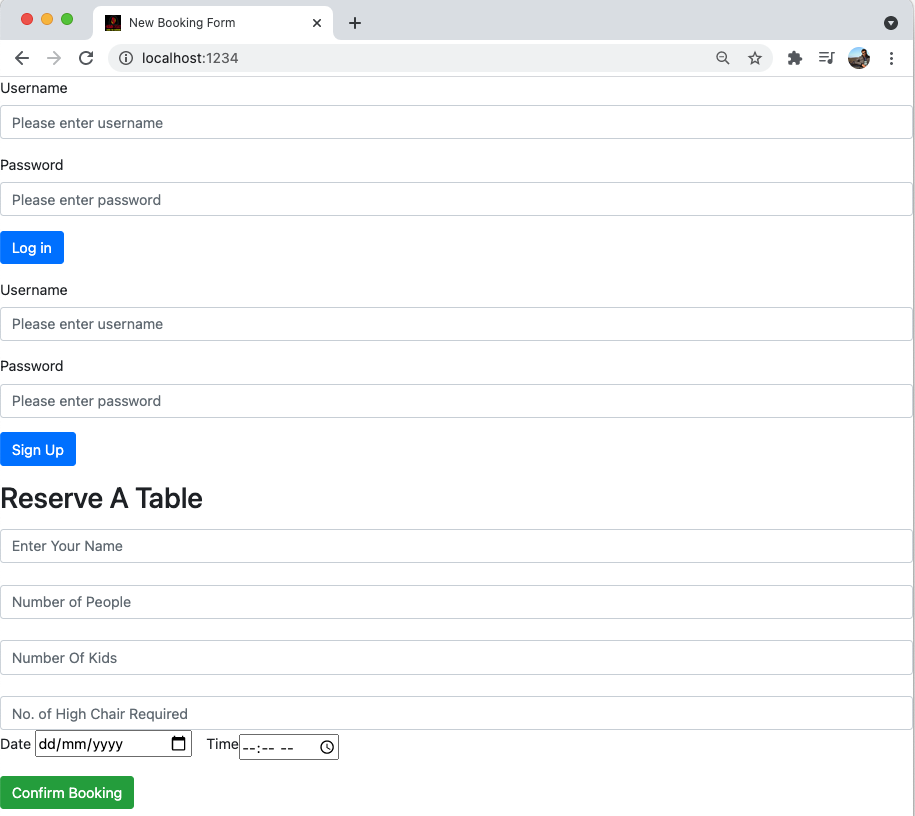 New Booking Form
localhost:1234
Username
Please enter username
Password
Please enter password
Log in
Username
Please enter username
Password
Please enter password
Sign Up
Reserve A Table
Enter Your Name
Number of People
Number Of Kids
No. of High Chair Required
Date dd/mm/yyyy Time --:-- --
Confirm Booking